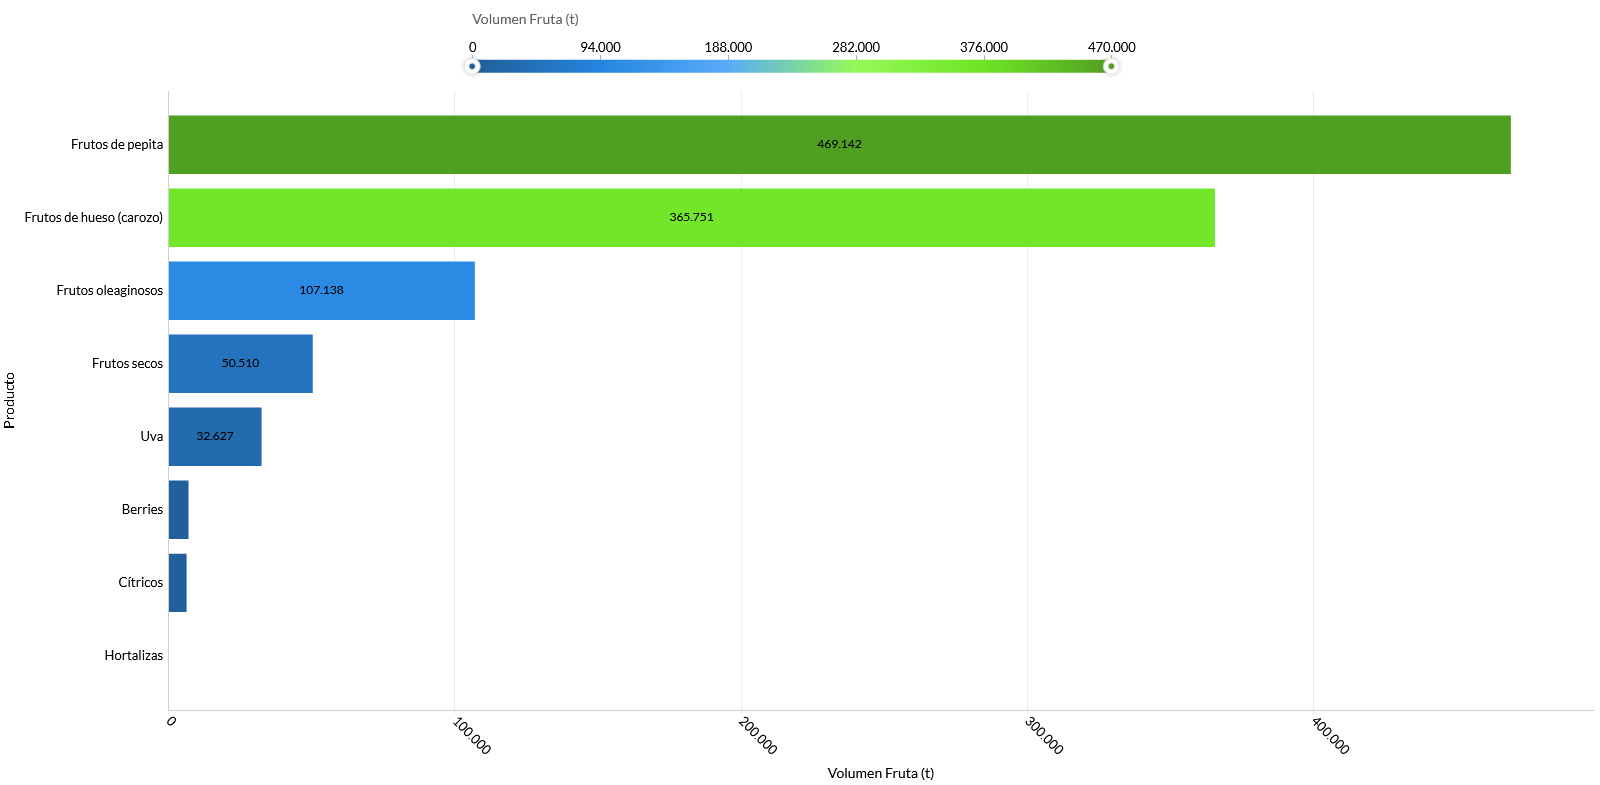 Volumen Fruta (t)
0 94.000 188.000 282.000 376.000 470.000
Frutos de pepita 469.142
Frutos de hueso (carozo) 365.751
Frutos oleaginosos 107.138
Frutos secos 50.510
Uva 32.627
Berries
Cítricos
Hortalizas
Producto
0 100.000 200.000 300.000 400.000
Volumen Fruta (t)